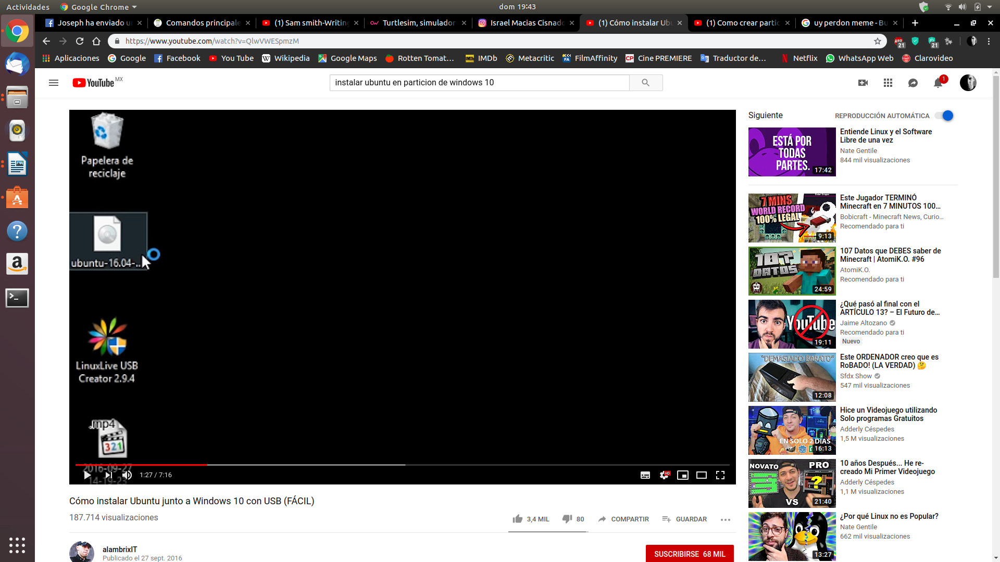 Actividades
Google Chrome
dom 19:43
Joseph ha enviado u
Comandos principale
(1) Sam smith-Writing
Turtlesim, simulador
Israel Macias Cisnado
(1) Cómo instalar Ub
(1) Como crear partic
uy perdon meme - Bu
https://www.youtube.com/watch?v=QlwVWESpmzM
ABP
21
21
Aplicaciones
Google
Facebook
You Tube
Wikipedia
Google Maps
Rotten Tomat…
IMDb
Metacritic
FilmAffinity
Cine PREMIERE
Traductor de…
Netflix
WhatsApp Web
Clarovideo
YouTube MX
instalar ubuntu en particion de windows 10
1
Papelera de
reciclaje
ubuntu-16.04-...
LinuxLive USB
Creator 2.9.4
.mp4
321
2016-09-27
14-19-23
1:27 / 7:16
HD
Cómo instalar Ubuntu junto a Windows 10 con USB (FÁCIL)
187.714 visualizaciones
3,4 MIL
80
COMPARTIR
GUARDAR
alambrixIT
Publicado el 27 sept. 2016
SUSCRIBIRSE 68 MIL
Siguiente
REPRODUCCIÓN AUTOMÁTICA
ESTÁ POR
TODAS
PARTES.
17:42
Entiende Linux y el Software
Libre de una vez
Nate Gentile
844 mil visualizaciones
7 MINS
WORLD RECORD
100% LEGAL
Ender Dragon
9:13
Este Jugador TERMINÓ
Minecraft en 7 MINUTOS 100…
Bobicraft - Minecraft News, Curio…
Recomendado para ti
107
DATOS
24:59
107 Datos que DEBES saber de
Minecraft | AtomiK.O. #96
AtomiK.O.
Recomendado para ti
YouTube
19:11
¿Qué pasó al final con el
ARTÍCULO 13? – El Futuro de…
Jaime Altozano
Recomendado para ti
Nuevo
"DEMASIADO BARATO"
12:08
Este ORDENADOR creo que es
RoBADO! (LA VERDAD)
Sfdx Show
547 mil visualizaciones
EN SOLO 2 DIAS
16:13
Hice un Videojuego utilizando
Solo programas Gratuitos
Adderly Céspedes
1,5 M visualizaciones
NOVATO
PRO
VS
21:40
10 años Después... He re-
creado Mi Primer Videojuego
Adderly Céspedes
1,1 M visualizaciones
13:27
¿Por qué Linux no es Popular?
Nate Gentile
662 mil visualizaciones